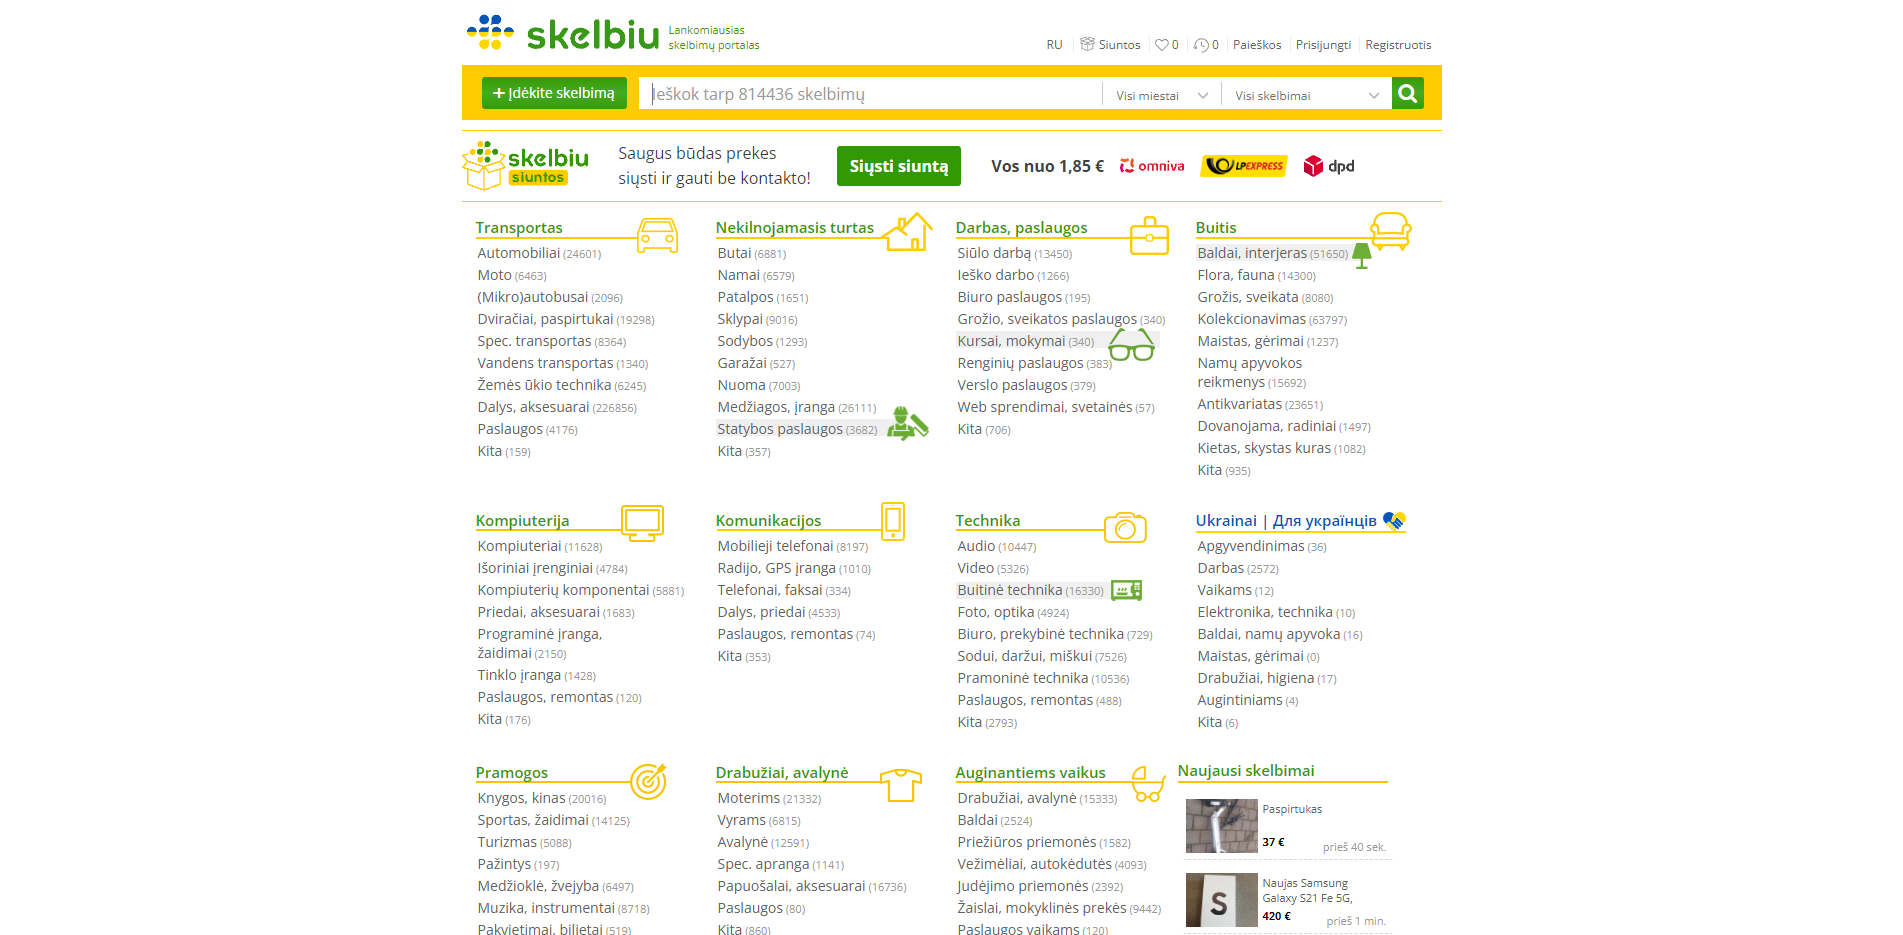 skelbiu
Lankomiausias
skelbimų portalas
RU
Siuntos
0
0
Paieškos
Prisijungti
Registruotis
+ Įdėkite skelbimą
Ieškok tarp 814436 skelbimų
Visi miestai
Visi skelbimai
skelbiu
siuntos
Saugus būdas prekes
siųsti ir gauti be kontakto!
Siųsti siuntą
Vos nuo 1,85 €
omniva
LPEXPRESS
dpd
Transportas
Automobiliai (24601)
Moto (6463)
(Mikro)autobusai (2096)
Dviračiai, paspirtukai (19298)
Spec. transportas (8364)
Vandens transportas (1340)
Žemės ūkio technika (6245)
Dalys, aksesuarai (226856)
Paslaugos (4176)
Kita (159)
Nekilnojamasis turtas
Butai (6881)
Namai (6579)
Patalpos (1651)
Sklypai (9016)
Sodybos (1293)
Garažai (527)
Nuoma (7003)
Medžiagos, įranga (26111)
Statybos paslaugos (3682)
Kita (357)
Darbas, paslaugos
Siūlo darbą (13450)
Ieško darbo (1266)
Biuro paslaugos (195)
Grožio, sveikatos paslaugos (340)
Kursai, mokymai (340)
Renginių paslaugos (383)
Verslo paslaugos (379)
Web sprendimai, svetainės (57)
Kita (706)
Buitis
Baldai, interjeras (51650)
Flora, fauna (14300)
Grožis, sveikata (8080)
Kolekcionavimas (63797)
Maistas, gėrimai (1237)
Namų apyvokos
reikmenys (15692)
Antikvariatas (23651)
Dovanojama, radiniai (1497)
Kietas, skystas kuras (1082)
Kita (935)
Kompiuterija
Kompiuteriai (11628)
Išoriniai įrenginiai (4784)
Kompiuterių komponentai (5881)
Priedai, aksesuarai (1683)
Programinė įranga,
žaidimai (2150)
Tinklo įranga (1428)
Paslaugos, remontas (120)
Kita (176)
Komunikacijos
Mobilieji telefonai (8197)
Radijo, GPS įranga (1010)
Telefonai, faksai (334)
Dalys, priedai (4533)
Paslaugos, remontas (74)
Kita (353)
Technika
Audio (10447)
Video (5326)
Buitinė technika (16330)
Foto, optika (4924)
Biuro, prekybinė technika (729)
Sodui, daržui, miškui (7526)
Pramoninė technika (10536)
Paslaugos, remontas (488)
Kita (2793)
Ukrainai | Для українців
Apgyvendinimas (36)
Darbas (2572)
Vaikams (12)
Elektronika, technika (10)
Baldai, namų apyvoka (16)
Maistas, gėrimai (0)
Drabužiai, higiena (17)
Augintiniams (4)
Kita (6)
Pramogos
Knygos, kinas (20016)
Sportas, žaidimai (14125)
Turizmas (5088)
Pažintys (197)
Medžioklė, žvejyba (6497)
Muzika, instrumentai (8718)
Pakvietimai, bilietai (519)
Drabužiai, avalynė
Moterims (21332)
Vyrams (6815)
Avalynė (12591)
Spec. apranga (1141)
Papuošalai, aksesuarai (16736)
Paslaugos (80)
Kita (860)
Auginantiems vaikus
Drabužiai, avalynė (15333)
Baldai (2524)
Priežiūros priemonės (1582)
Vežimėliai, autokėdutės (4093)
Judėjimo priemonės (2392)
Žaislai, mokyklinės prekės (9442)
Paslaugos vaikams (120)
Naujausi skelbimai
Paspirtukas
37 €
prieš 40 sek.
S
Naujas Samsung
Galaxy S21 Fe 5G,
420 €
prieš 1 min.